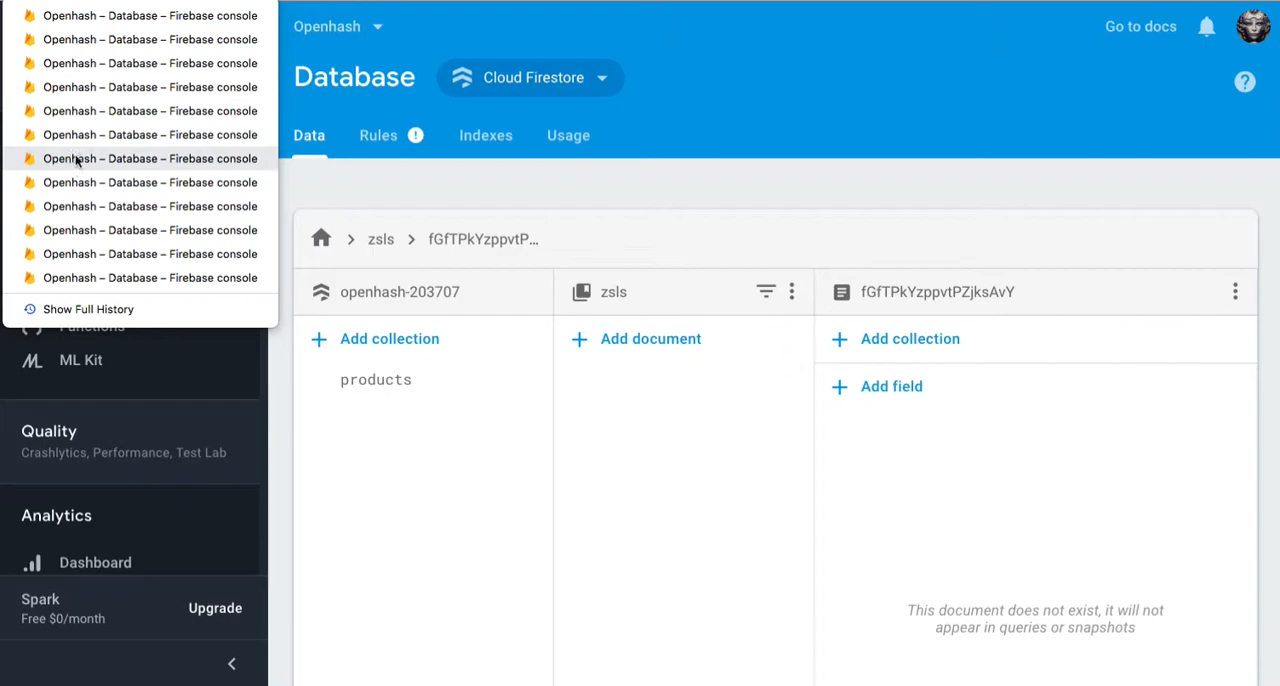 Openhash – Database – Firebase console
Openhash – Database – Firebase console
Openhash – Database – Firebase console
Openhash – Database – Firebase console
Openhash – Database – Firebase console
Openhash – Database – Firebase console
Openhash – Database – Firebase console
Openhash – Database – Firebase console
Openhash – Database – Firebase console
Openhash – Database – Firebase console
Openhash – Database – Firebase console
Openhash – Database – Firebase console
Show Full History
Functions
ML Kit
Quality
Crashlytics, Performance, Test Lab
Analytics
Dashboard
Spark
Free $0/month
Upgrade
Openhash
Go to docs
Database
Cloud Firestore
Data
Rules
Indexes
Usage
zsls
fGfTPkYzppvtP...
openhash-203707
Add collection
products
zsls
Add document
fGfTPkYzppvtPZjksAvY
Add collection
Add field
This document does not exist, it will not
appear in queries or snapshots